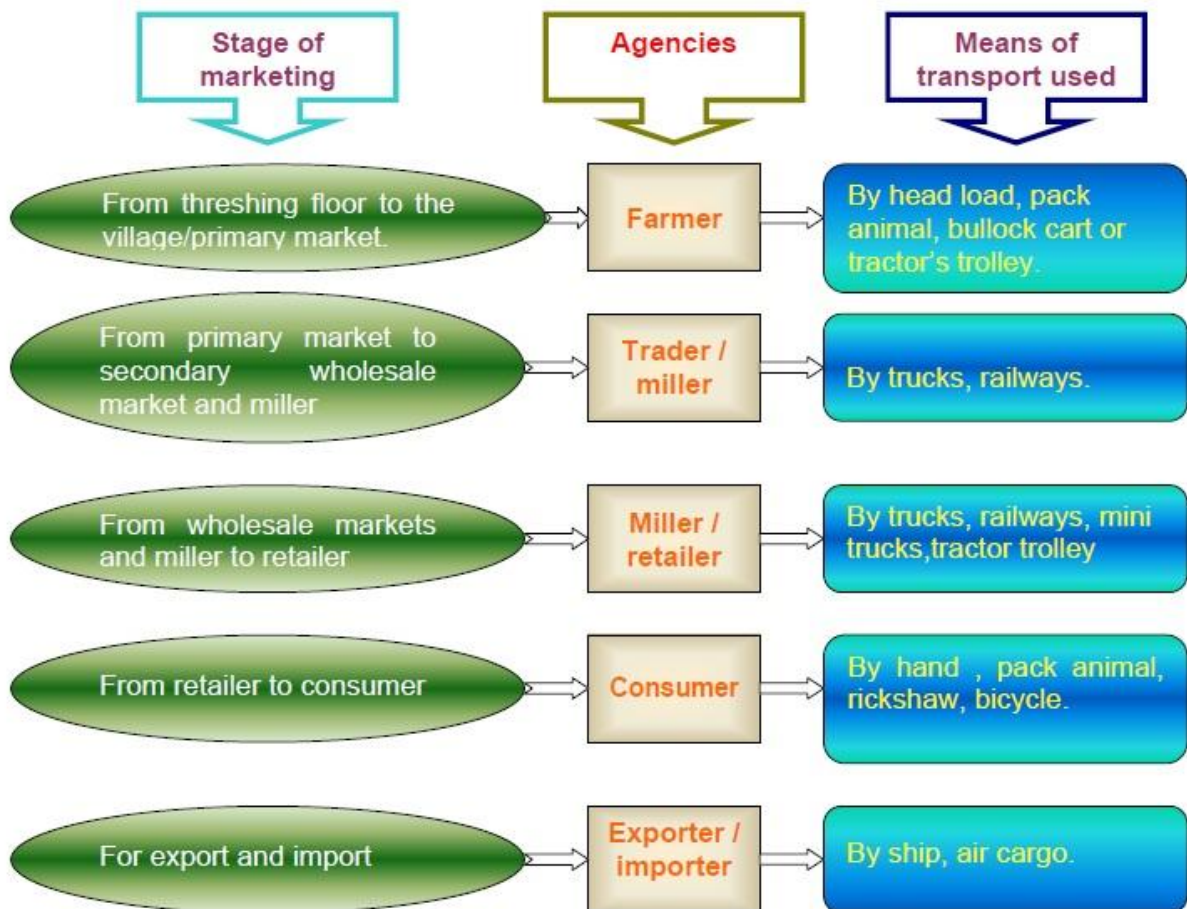 Stage of
marketing
Agencies
Means of
transport used
From threshing floor to the
village/primary market.
Farmer
By head load, pack
animal, bullock cart or
tractor's trolley.
From primary market to
secondary wholesale
market and miller
Trader /
miller
By trucks, railways.
From wholesale markets
and miller to retailer
Miller /
retailer
By trucks, railways, mini
trucks,tractor trolley
From retailer to consumer
Consumer
By hand , pack animal,
rickshaw, bicycle.
For export and import
Exporter /
importer
By ship, air cargo.